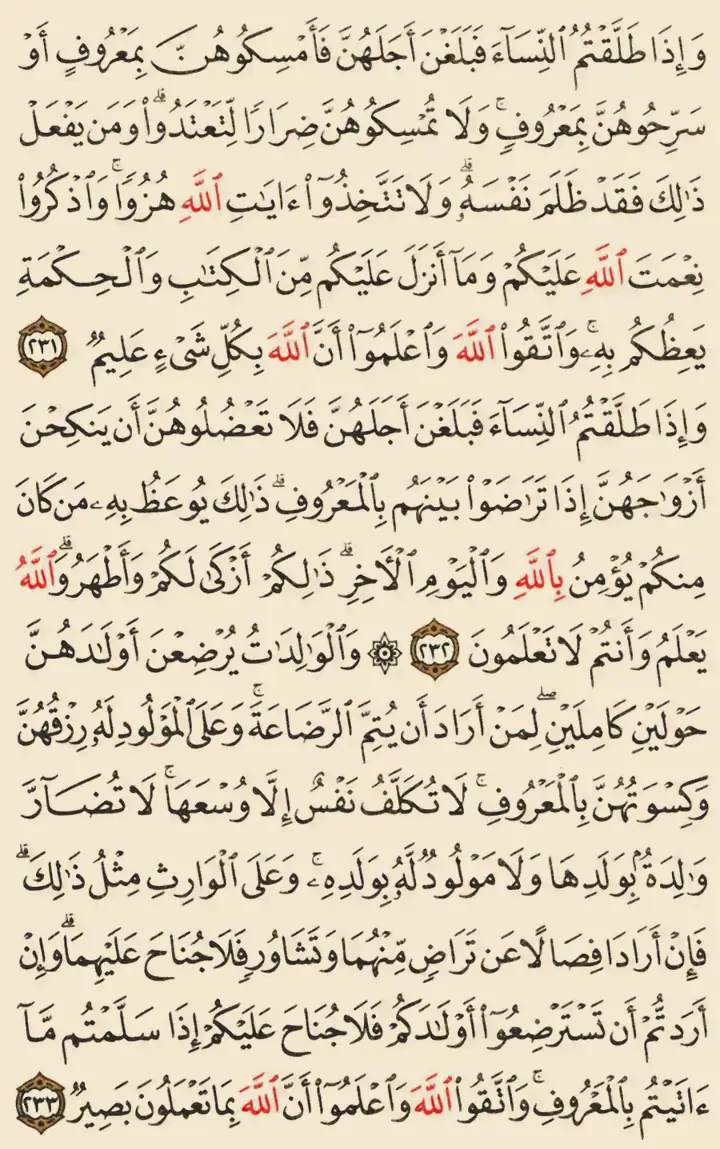 وَإِذَا طَلَّقْتُمُ ٱلنِّسَآءَ فَبَلَغْنَ أَجَلَهُنَّ فَأَمْسِكُوهُنَّ بِمَعْرُوفٍ أَوْ
سَرِّحُوهُنَّ بِمَعْرُوفٍۚ وَلَا تُمْسِكُوهُنَّ ضِرَارًا لِّتَعْتَدُوا۟ۗ وَمَن يَفْعَلْ
ذَٰلِكَ فَقَدْ ظَلَمَ نَفْسَهُۥۗ وَلَا تَتَّخِذُوٓا۟ ءَايَٰتِ ٱللَّهِ هُزُوًاۚ وَٱذْكُرُوا۟
نِعْمَتَ ٱللَّهِ عَلَيْكُمْ وَمَآ أَنزَلَ عَلَيْكُم مِّنَ ٱلْكِتَٰبِ وَٱلْحِكْمَةِ
يَعِظُكُم بِهِۦۚ وَٱتَّقُوا۟ ٱللَّهَ وَٱعْلَمُوٓا۟ أَنَّ ٱللَّهَ بِكُلِّ شَىْءٍ عَلِيمٌ ٢٣١
وَإِذَا طَلَّقْتُمُ ٱلنِّسَآءَ فَبَلَغْنَ أَجَلَهُنَّ فَلَا تَعْضُلُوهُنَّ أَن يَنكِحْنَ
أَزْوَٰجَهُنَّ إِذَا تَرَٰضَوْا۟ بَيْنَهُم بِٱلْمَعْرُوفِۗ ذَٰلِكَ يُوعَظُ بِهِۦ مَن كَانَ
مِنكُمْ يُؤْمِنُ بِٱللَّهِ وَٱلْيَوْمِ ٱلْءَاخِرِۗ ذَٰلِكُمْ أَزْكَىٰ لَكُمْ وَأَطْهَرُۗ وَٱللَّهُ
يَعْلَمُ وَأَنتُمْ لَا تَعْلَمُونَ ٢٣٢ ۞ وَٱلْوَٰلِدَٰتُ يُرْضِعْنَ أَوْلَٰدَهُنَّ
حَوْلَيْنِ كَامِلَيْنِۖ لِمَنْ أَرَادَ أَن يُتِمَّ ٱلرَّضَاعَةَۚ وَعَلَى ٱلْمَوْلُودِ لَهُۥ رِزْقُهُنَّ
وَكِسْوَتُهُنَّ بِٱلْمَعْرُوفِۚ لَا تُكَلَّفُ نَفْسٌ إِلَّا وُسْعَهَاۚ لَا تُضَآرَّ
وَٰلِدَةٌۢ بِوَلَدِهَا وَلَا مَوْلُودٌ لَّهُۥ بِوَلَدِهِۦۚ وَعَلَى ٱلْوَارِثِ مِثْلُ ذَٰلِكَۗ
فَإِنْ أَرَادَا فِصَالًا عَن تَرَاضٍ مِّنْهُمَا وَتَشَاوُرٍ فَلَا جُنَاحَ عَلَيْهِمَاۗ وَإِنْ
أَرَدتُّمْ أَن تَسْتَرْضِعُوٓا۟ أَوْلَٰدَكُمْ فَلَا جُنَاحَ عَلَيْكُمْ إِذَا سَلَّمْتُم مَّآ
ءَاتَيْتُم بِٱلْمَعْرُوفِۗ وَٱتَّقُوا۟ ٱللَّهَ وَٱعْلَمُوٓا۟ أَنَّ ٱللَّهَ بِمَا تَعْمَلُونَ بَصِيرٌ ٢٣٣